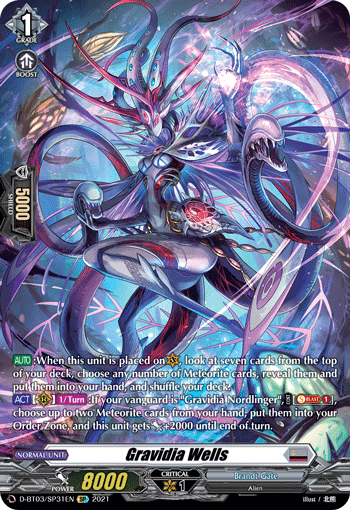 1
GRADE
BOOST
5000
SHIELD
AUTO :When this unit is placed on , look at seven cards from the top
of your deck, choose any number of Meteorite cards, reveal them and
put them into your hand, and shuffle your deck.
ACT 1/Turn :If your vanguard is "Gravidia Nordlinger", S BLAST 1 ,
choose up to two Meteorite cards from your hand, put them into your
Order Zone, and this unit gets +2000 until end of turn.
NORMAL UNIT
Gravidia Wells
POWER 8000
CRITICAL
1
Brandt Gate
Alien
D-BT03/SP31EN SP 2021
illust / 北熊